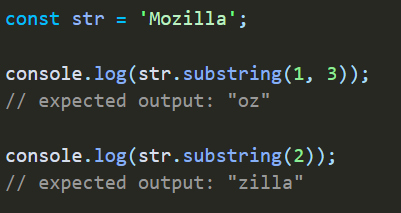 const str = 'Mozilla';
console.log(str.substring(1, 3));
// expected output: "oz"
console.log(str.substring(2));
// expected output: "zilla"